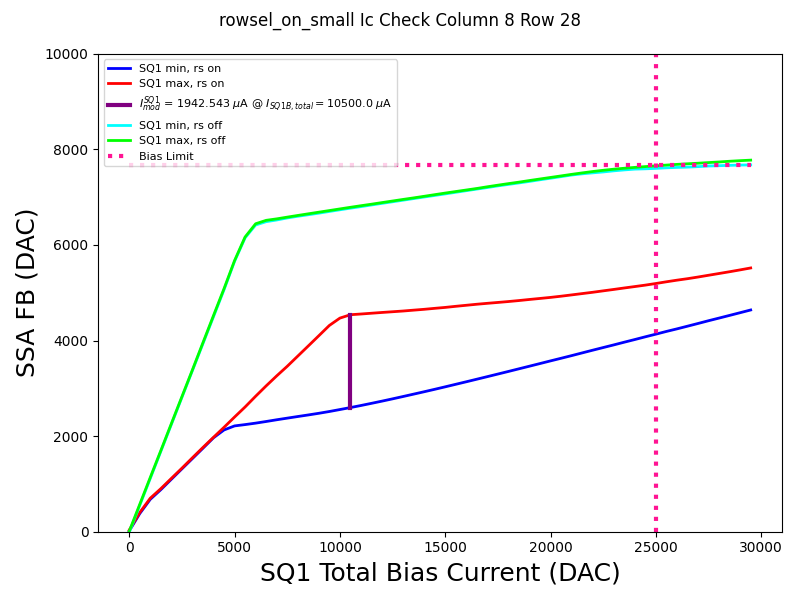 rowsel_on_small Ic Check Column 8 Row 28
10000
8000
6000
4000
2000
0
SSA FB (DAC)
SQ1 min, rs on
SQ1 max, rs on
I_{mod}^{SQ1} = 1942.543 μA @ I_{SQ1B,total} = 10500.0 μA
SQ1 min, rs off
SQ1 max, rs off
Bias Limit
0 5000 10000 15000 20000 25000 30000
SQ1 Total Bias Current (DAC)